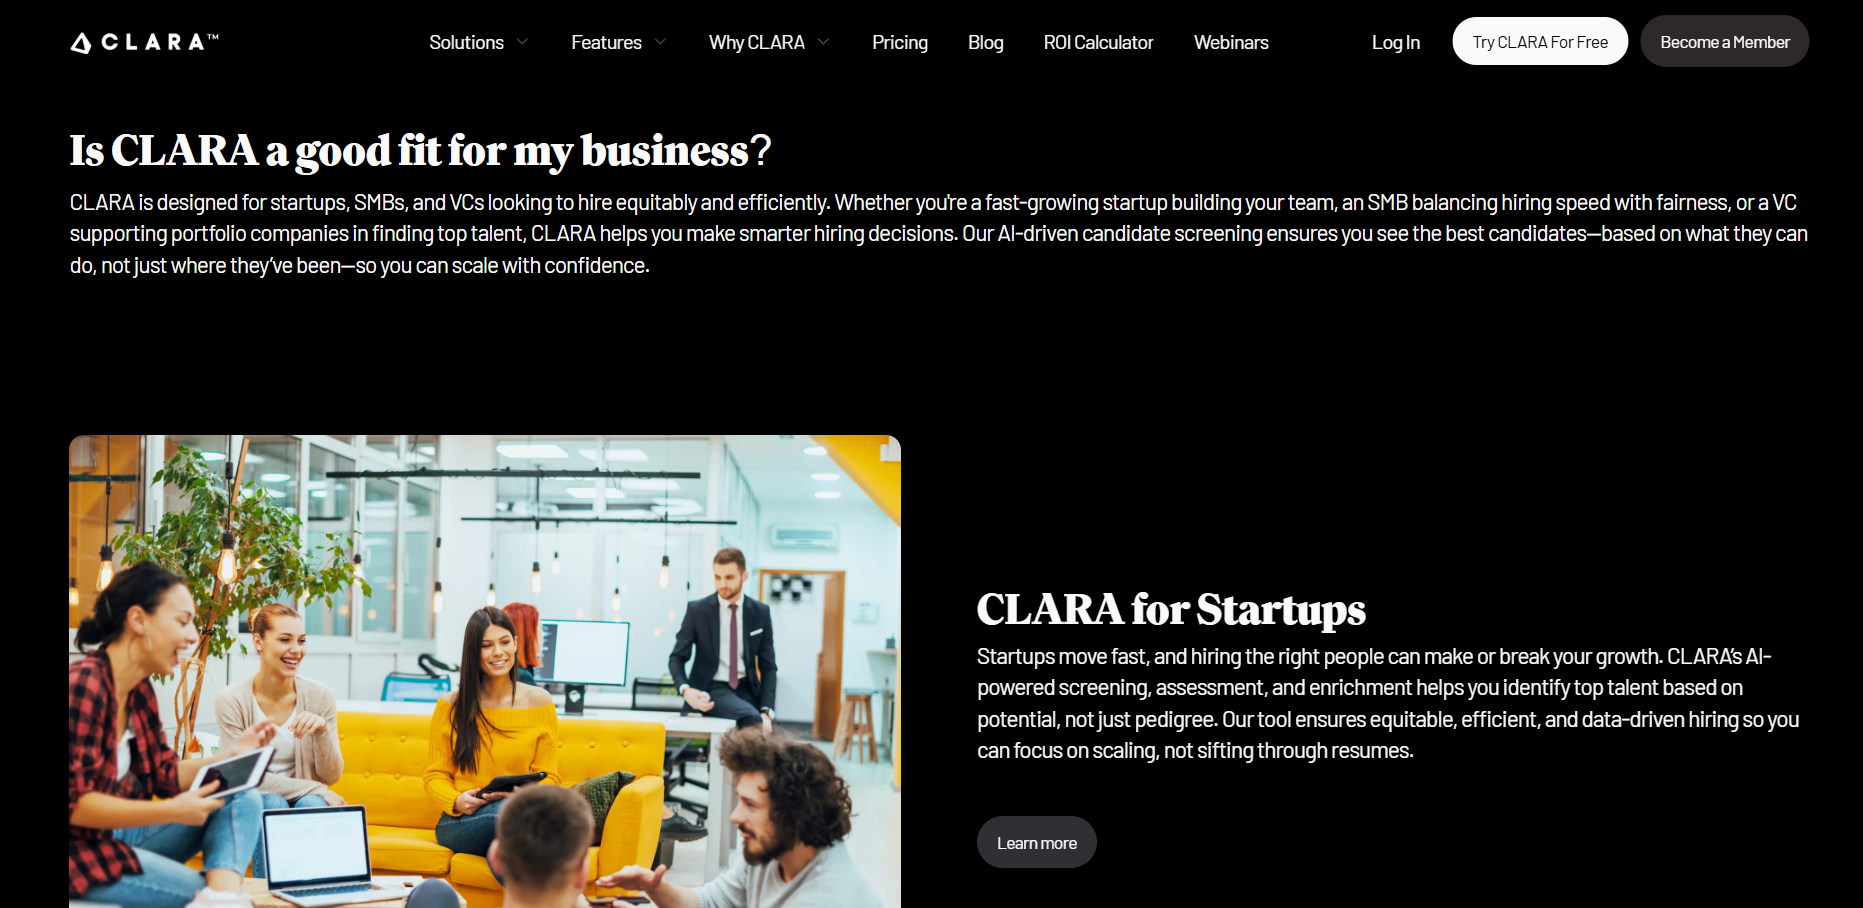 CLARA™
Solutions
Features
Why CLARA
Pricing
Blog
ROI Calculator
Webinars
Log In
Try CLARA For Free
Become a Member
Is CLARA a good fit for my business?
CLARA is designed for startups, SMBs, and VCs looking to hire equitably and efficiently. Whether you're a fast-growing startup building your team, an SMB balancing hiring speed with fairness, or a VC
supporting portfolio companies in finding top talent, CLARA helps you make smarter hiring decisions. Our AI-driven candidate screening ensures you see the best candidates—based on what they can
do, not just where they’ve been—so you can scale with confidence.
CLARA for Startups
Startups move fast, and hiring the right people can make or break your growth. CLARA’s AI-
powered screening, assessment, and enrichment helps you identify top talent based on
potential, not just pedigree. Our tool ensures equitable, efficient, and data-driven hiring so you
can focus on scaling, not sifting through resumes.
Learn more